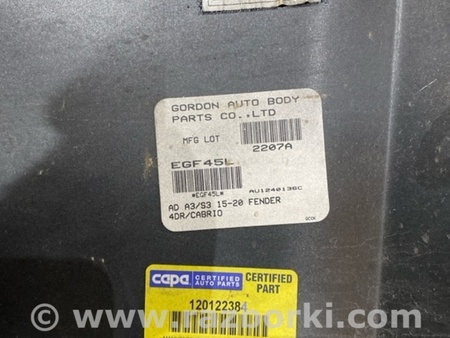 GORDON AUTO BODY
PARTS CO.,LTD
MFG LOT
2207A
EGF45L
*EGF45L*
AU1240136C
AD A3/S3 15-20 FENDER
4DR/CABRIO
capa CERTIFIED AUTO PARTS
CERTIFIED PART
120122384
© www.razborki.com